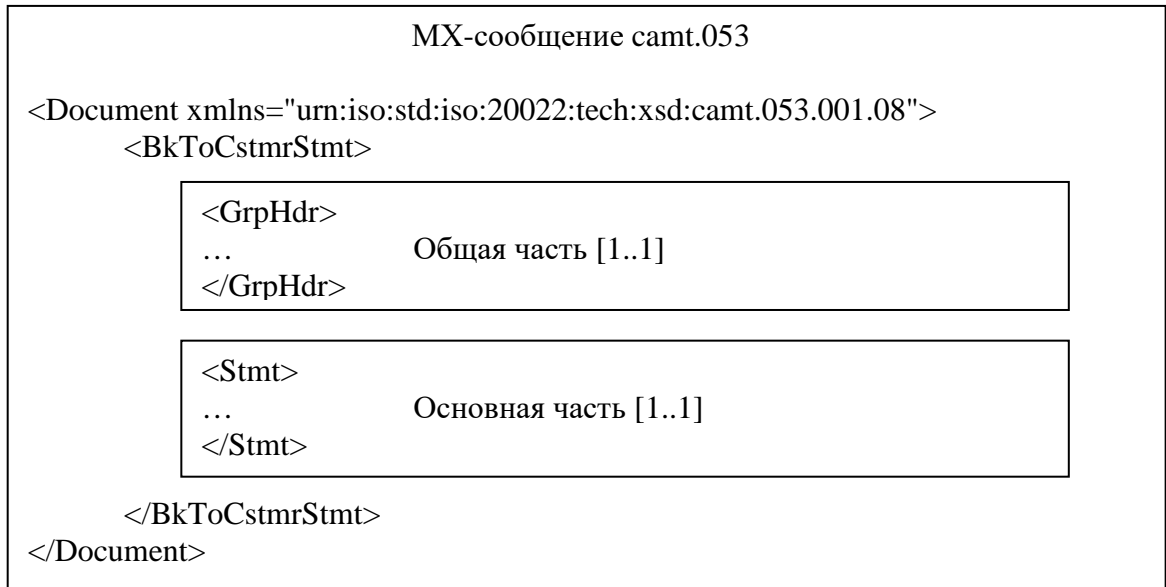 МХ-сообщение camt.053
<Document xmlns="urn:iso:std:iso:20022:tech:xsd:camt.053.001.08">
<BkToCstmrStmt>
<GrpHdr>
… Общая часть [1..1]
</GrpHdr>
<Stmt>
… Основная часть [1..1]
</Stmt>
</BkToCstmrStmt>
</Document>